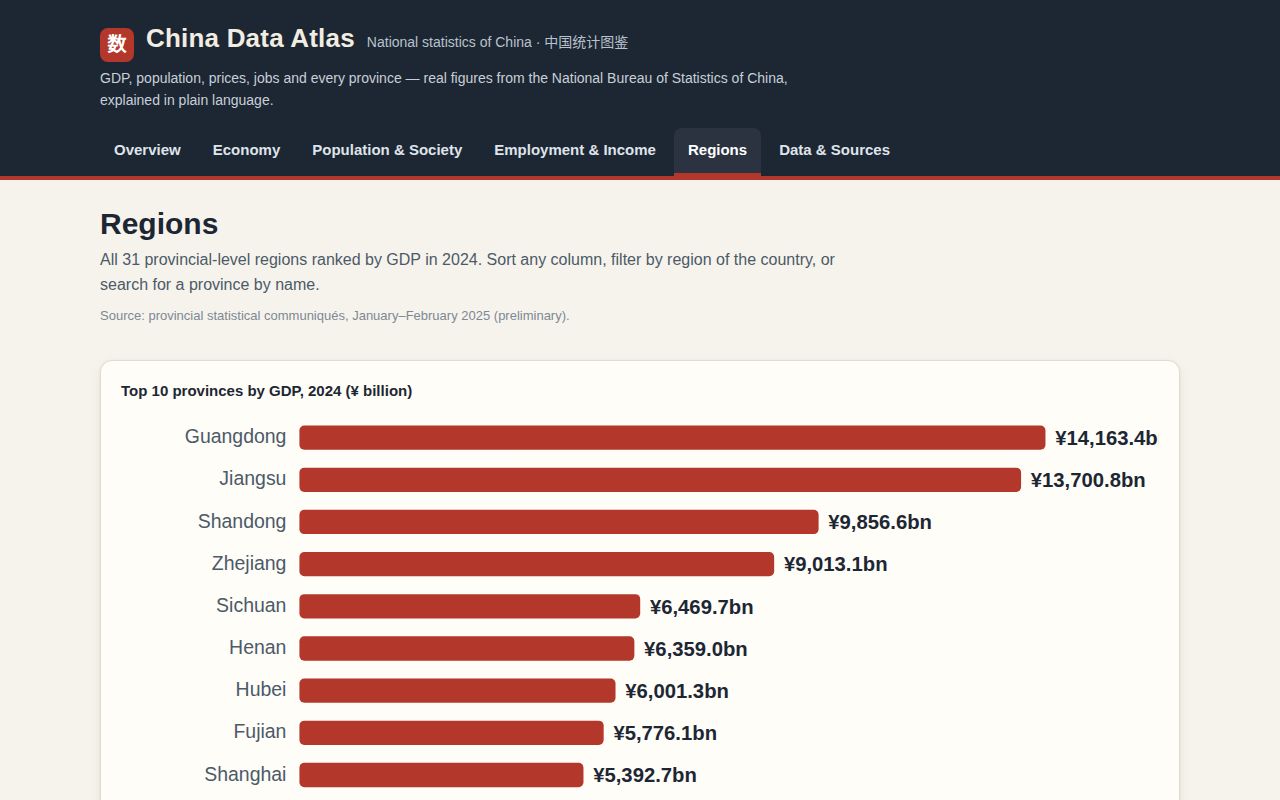 数 China Data Atlas National statistics of China · 中国统计图鉴
GDP, population, prices, jobs and every province — real figures from the National Bureau of Statistics of China,
explained in plain language.
Overview Economy Population & Society Employment & Income Regions Data & Sources
Regions
All 31 provincial-level regions ranked by GDP in 2024. Sort any column, filter by region of the country, or
search for a province by name.
Source: provincial statistical communiqués, January–February 2025 (preliminary).
Top 10 provinces by GDP, 2024 (¥ billion)
Guangdong ¥14,163.4b
Jiangsu ¥13,700.8bn
Shandong ¥9,856.6bn
Zhejiang ¥9,013.1bn
Sichuan ¥6,469.7bn
Henan ¥6,359.0bn
Hubei ¥6,001.3bn
Fujian ¥5,776.1bn
Shanghai ¥5,392.7bn